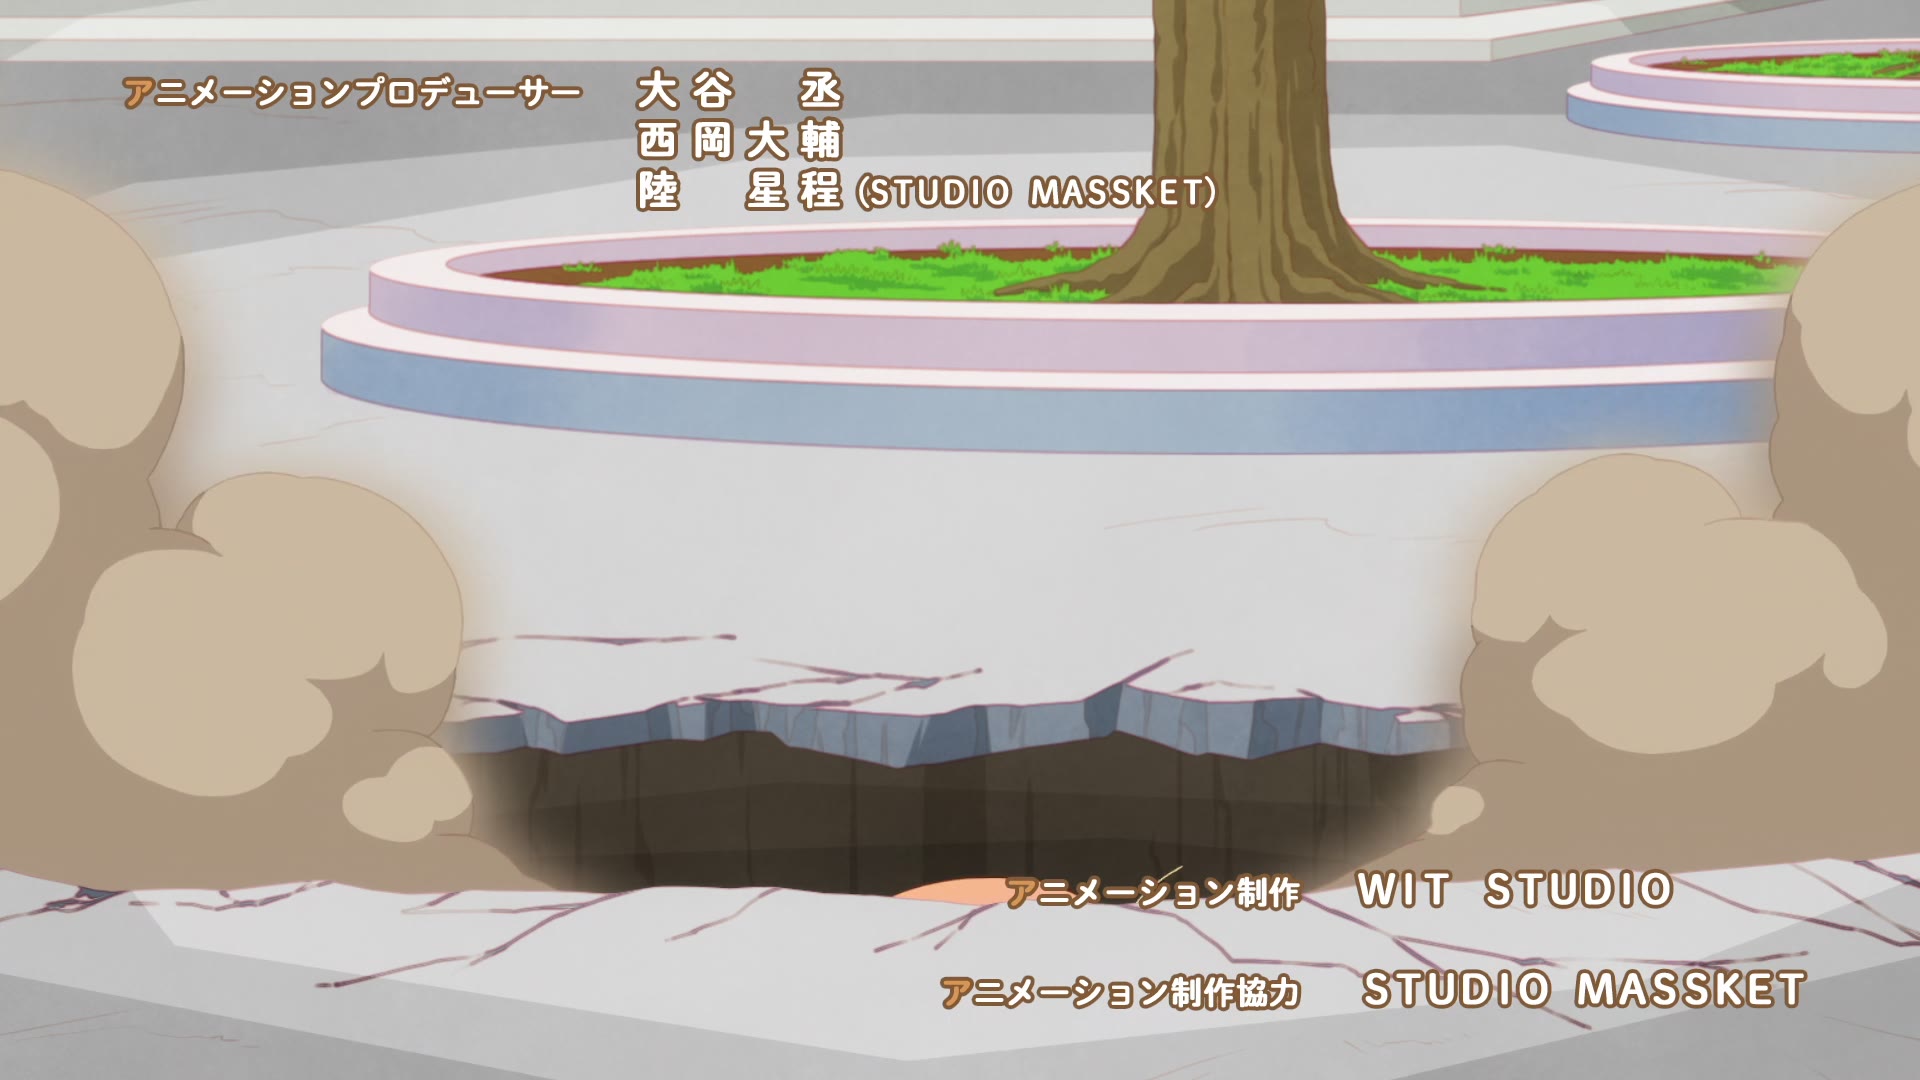 アニメーションプロデューサー 大谷 丞
西岡大輔
陸 星程(STUDIO MASSKET)
アニメーション制作 WIT STUDIO
アニメーション制作協力 STUDIO MASSKET